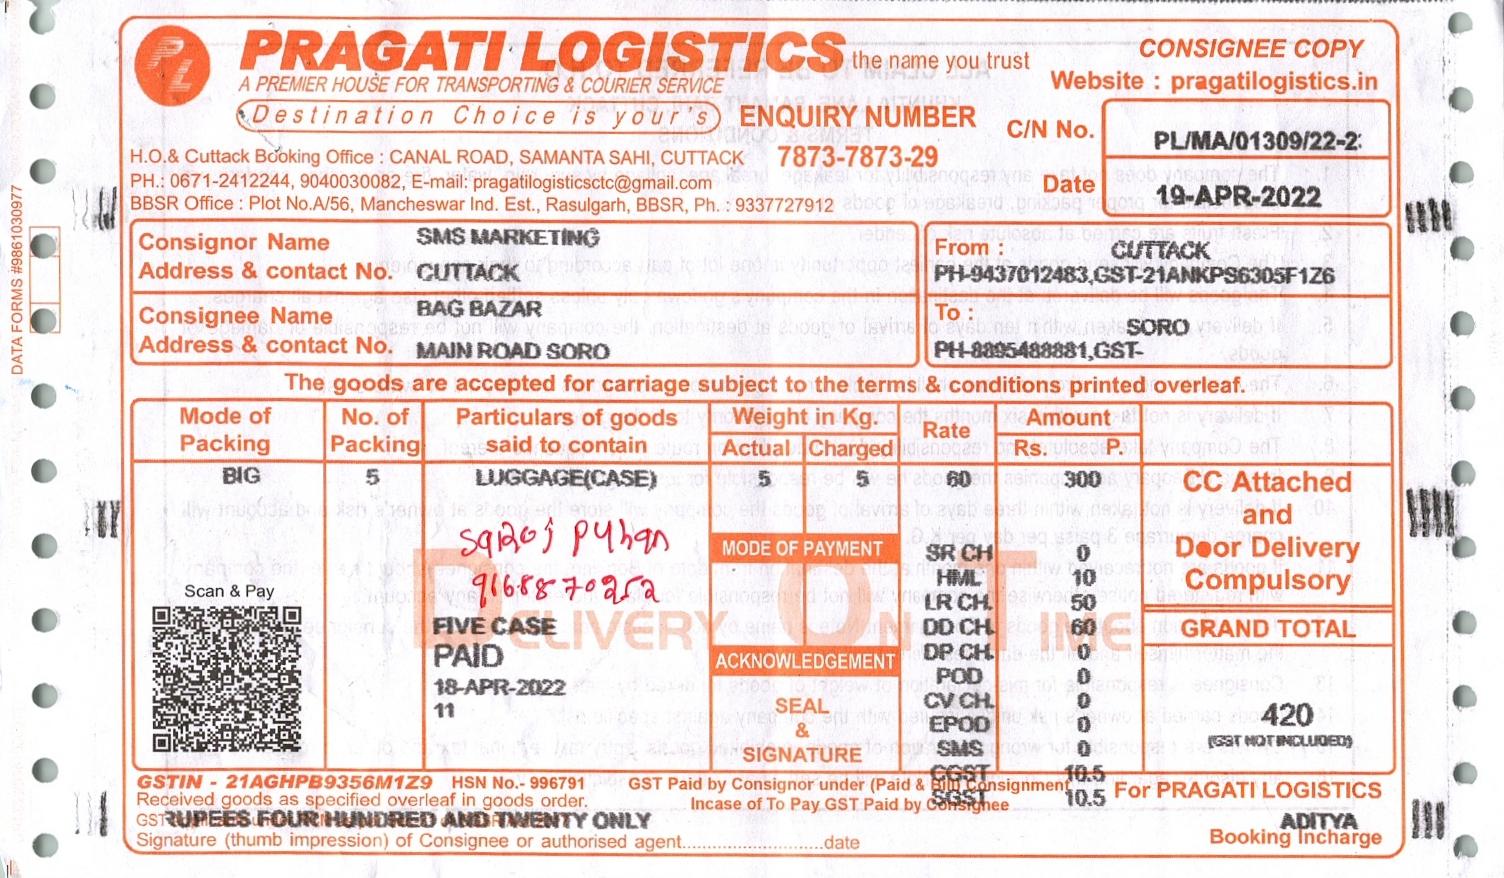 PL
PRAGATI LOGISTICS the name you trust
A PREMIER HOUSE FOR TRANSPORTING & COURIER SERVICE
Destination Choice is your's
ENQUIRY NUMBER
7873-7873-29
CONSIGNEE COPY
Website : pragatilogistics.in
C/N No. PL/MA/01309/22-2
Date 19-APR-2022
H.O.& Cuttack Booking Office : CANAL ROAD, SAMANTA SAHI, CUTTACK
PH.: 0671-2412244, 9040030082, E-mail: pragatilogisticsctc@gmail.com
BBSR Office : Plot No.A/56, Mancheswar Ind. Est., Rasulgarh, BBSR, Ph. : 9337727912
DATA FORMS #9861030977
Consignor Name SMS MARKETING
Address & contact No. CUTTACK
From : CUTTACK
PH-9437012483,GST-21ANKPS6305F1Z6
Consignee Name BAG BAZAR
Address & contact No. MAIN ROAD SORO
To : SORO
PH-8895488881,GST-
The goods are accepted for carriage subject to the terms & conditions printed overleaf.
Mode of Packing No. of Packing Particulars of goods said to contain Weight in Kg. Actual Charged Rate Amount Rs. P.
BIG 5 LUGGAGE(CASE) 5 5 60 300
CC Attached
and
Door Delivery
Compulsory
GRAND TOTAL
420
(GST NOT INCLUDED)
9168870252
Scan & Pay
DELIVERY ON TIME
FIVE CASE
PAID
18-APR-2022
11
MODE OF PAYMENT
ACKNOWLEDGEMENT
SEAL
&
SIGNATURE
SR CH 0
HML 10
LR CH. 50
DD CH. 60
DP CH. 0
POD 0
CV CH. 0
EPOD 0
SMS 0
CGST 10.5
SGST 10.5
GSTIN - 21AGHPB9356M1Z9 HSN No.- 996791 GST Paid by Consignor under (Paid & Bill) Consignment
Incase of To Pay GST Paid by Consignee
For PRAGATI LOGISTICS
Received goods as specified overleaf in goods order.
RUPEES FOUR HUNDRED AND TWENTY ONLY
ADITYA
Booking Incharge
Signature (thumb impression) of Consignee or authorised agent............................date